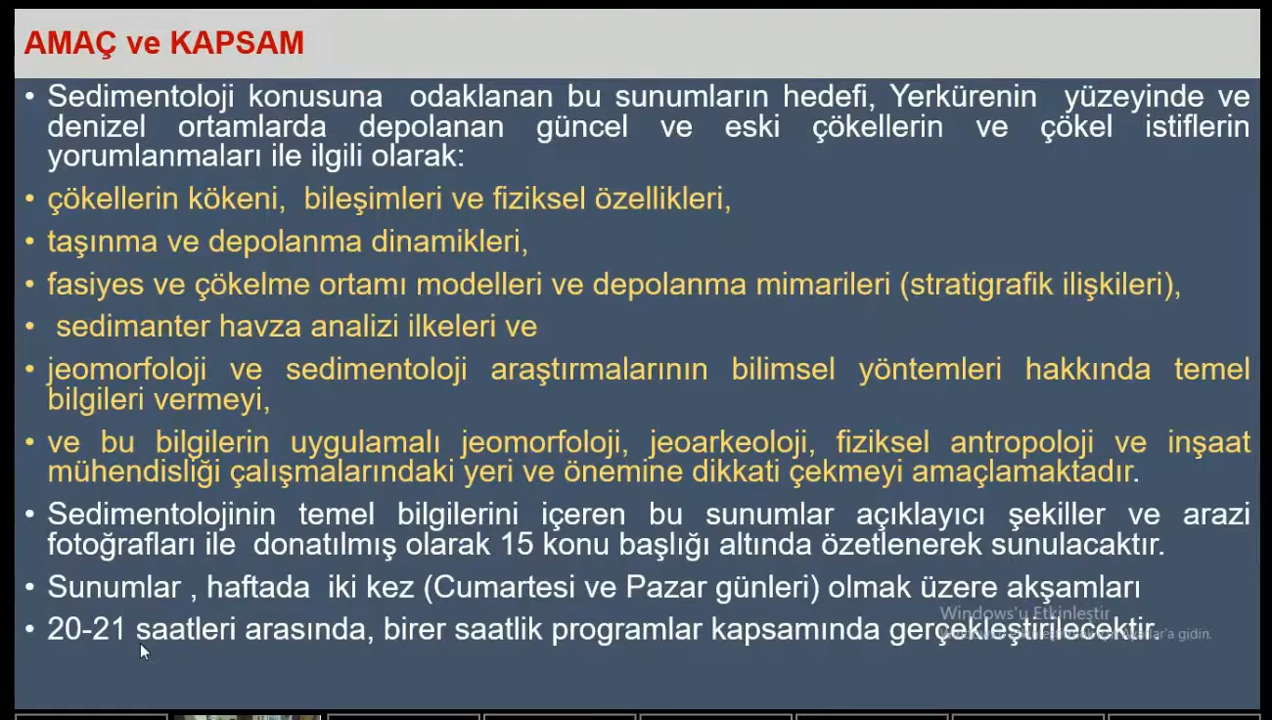 AMAÇ ve KAPSAM
• Sedimentoloji konusuna odaklanan bu sunumların hedefi, Yerkürenin yüzeyinde ve
denizel ortamlarda depolanan güncel ve eski çökellerin ve çökel istiflerin
yorumlanmaları ile ilgili olarak:
• çökellerin kökeni, bileşimleri ve fiziksel özellikleri,
• taşınma ve depolanma dinamikleri,
• fasiyes ve çökelme ortamı modelleri ve depolanma mimarileri (stratigrafik ilişkileri),
• sedimanter havza analizi ilkeleri ve
• jeomorfoloji ve sedimentoloji araştırmalarının bilimsel yöntemleri hakkında temel
bilgileri vermeyi,
• ve bu bilgilerin uygulamalı jeomorfoloji, jeoarkeoloji, fiziksel antropoloji ve inşaat
mühendisliği çalışmalarındaki yeri ve önemine dikkati çekmeyi amaçlamaktadır.
• Sedimentolojinin temel bilgilerini içeren bu sunumlar açıklayıcı şekiller ve arazi
fotoğrafları ile donatılmış olarak 15 konu başlığı altında özetlenerek sunulacaktır.
• Sunumlar , haftada iki kez (Cumartesi ve Pazar günleri) olmak üzere akşamları
Windows'u Etkinleştir
• 20-21 saatleri arasında, birer saatlik programlar kapsamında gerçekleştirilecektir.
gidin.